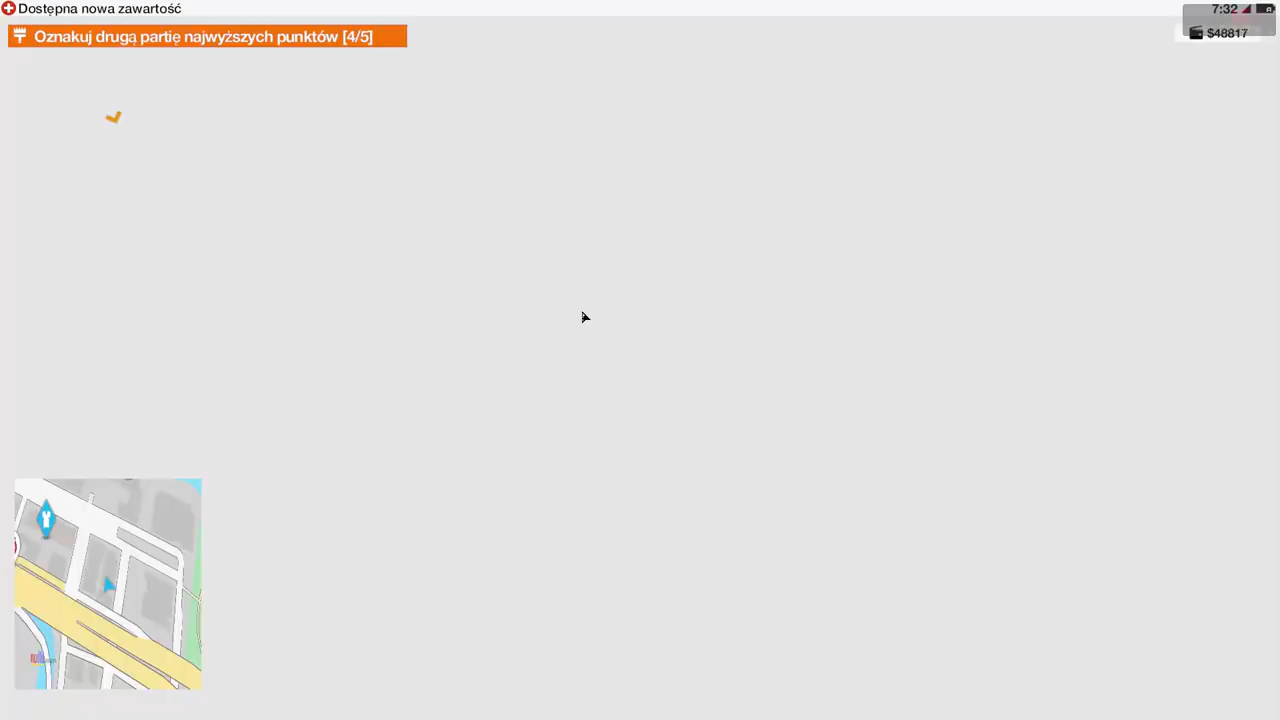 Dostępna nowa zawartość
7:32
Oznakuj drugą partię najwyższych punktów [4/5]
$48817